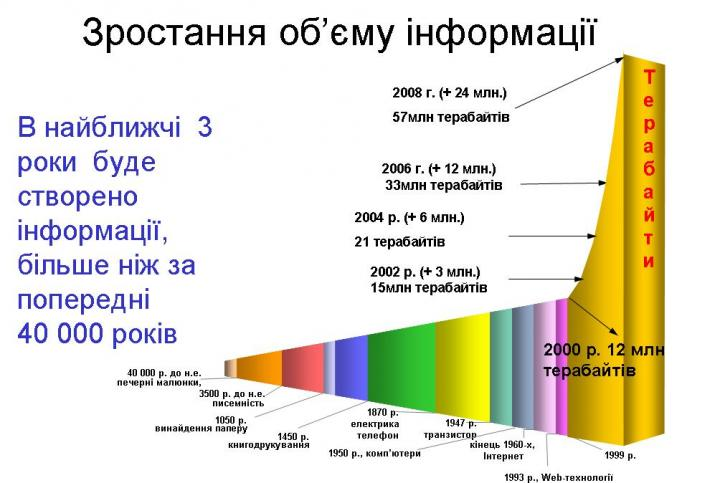 Зростання об'єму інформації
В найближчі 3
роки буде
створено
інформації,
більше ніж за
попередні
40 000 років
2008 г. (+ 24 млн.)
57млн терабайтів
2006 г. (+ 12 млн.)
33млн терабайтів
2004 р. (+ 6 млн.)
21 терабайтів
2002 р. (+ 3 млн.)
15млн терабайтів
Терабайти
2000 р. 12 млн
терабайтів
40 000 р. до н.е.
печерні малюнки,
3500 р. до н.е.
писемність
1050 р.
винайдення паперу
1450 р.
книгодрукування
1870 р.
електрика
телефон
1947 р.
транзистор
1950 р., комп'ютери
кінець 1960-х,
Інтернет
1993 р., Web-технології
1999 р.